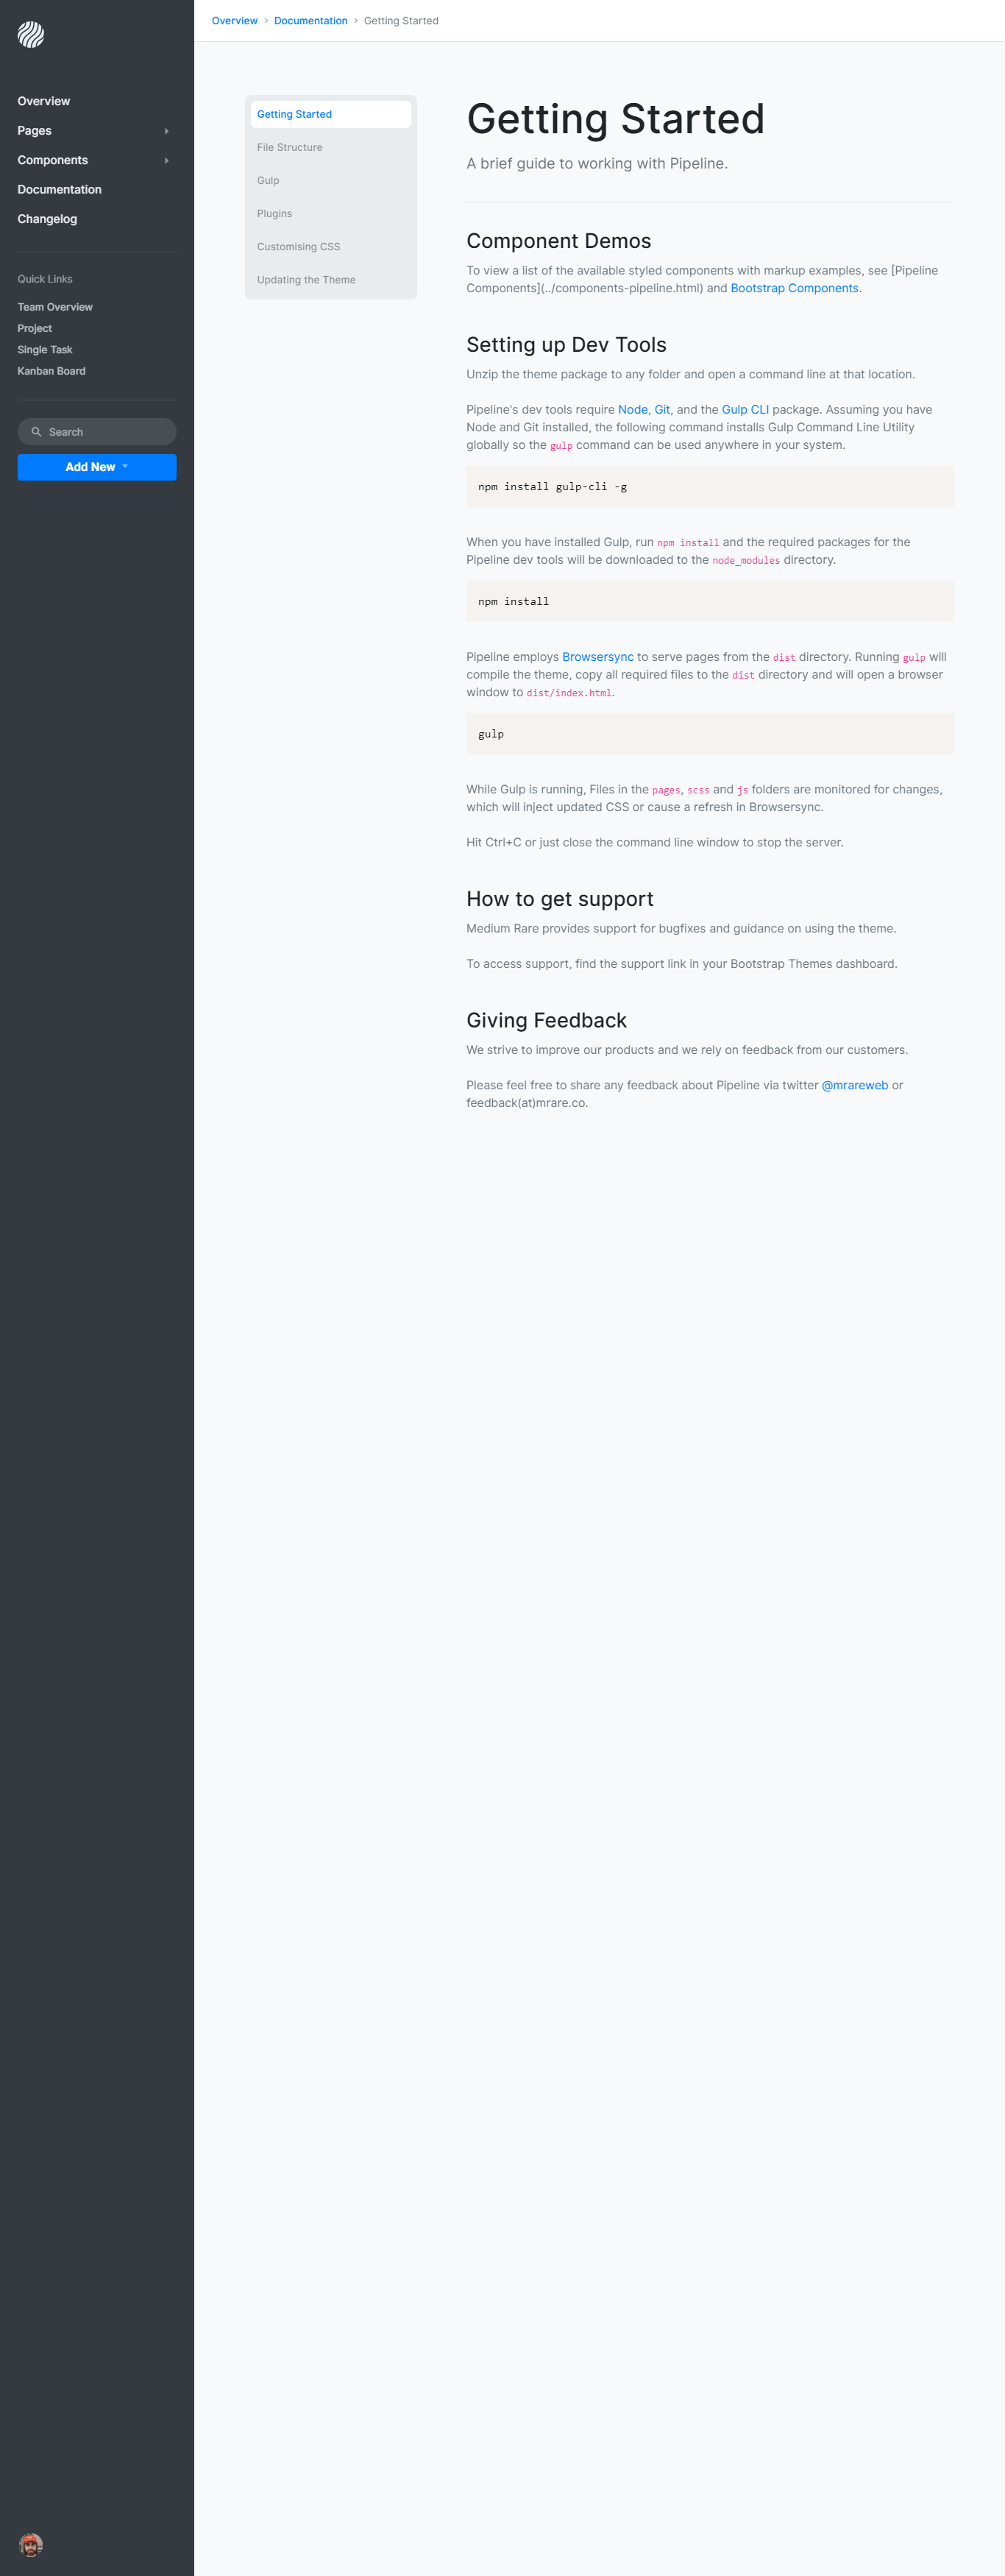 Overview
Pages
Components
Documentation
Changelog
Quick Links
Team Overview
Project
Single Task
Kanban Board
Search
Add New
Overview > Documentation > Getting Started
Getting Started
File Structure
Gulp
Plugins
Customising CSS
Updating the Theme
Getting Started
A brief guide to working with Pipeline.
Component Demos
To view a list of the available styled components with markup examples, see [Pipeline
Components](../components-pipeline.html) and Bootstrap Components.
Setting up Dev Tools
Unzip the theme package to any folder and open a command line at that location.
Pipeline's dev tools require Node, Git, and the Gulp CLI package. Assuming you have
Node and Git installed, the following command installs Gulp Command Line Utility
globally so the gulp command can be used anywhere in your system.
npm install gulp-cli -g
When you have installed Gulp, run npm install and the required packages for the
Pipeline dev tools will be downloaded to the node_modules directory.
npm install
Pipeline employs Browsersync to serve pages from the dist directory. Running gulp will
compile the theme, copy all required files to the dist directory and will open a browser
window to dist/index.html.
gulp
While Gulp is running, Files in the pages, scss and js folders are monitored for changes,
which will inject updated CSS or cause a refresh in Browsersync.
Hit Ctrl+C or just close the command line window to stop the server.
How to get support
Medium Rare provides support for bugfixes and guidance on using the theme.
To access support, find the support link in your Bootstrap Themes dashboard.
Giving Feedback
We strive to improve our products and we rely on feedback from our customers.
Please feel free to share any feedback about Pipeline via twitter @mrareweb or
feedback(at)mrare.co.